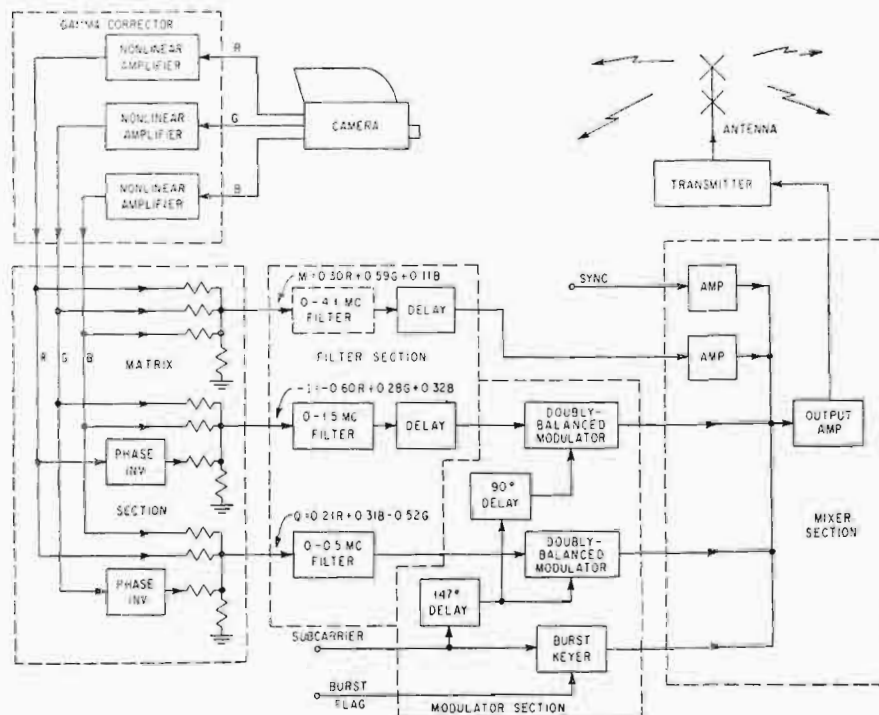 GAMMA CORRECTOR
NONLINEAR
AMPLIFIER
R
NONLINEAR
AMPLIFIER
G
CAMERA
NONLINEAR
AMPLIFIER
B
ANTENNA
TRANSMITTER
M=0.30R+0.59G+0.11B
0-4.1 MC
FILTER
DELAY
FILTER SECTION
SYNC
AMP
AMP
R
G
B
MATRIX
-I=-0.60R+0.28G+0.32B
0-1.5 MC
FILTER
DELAY
DOUBLY-
BALANCED
MODULATOR
OUTPUT
AMP
PHASE
INV
SECTION
90°
DELAY
MIXER
SECTION
Q=0.21R+0.31B-0.52G
0-0.5 MC
FILTER
DOUBLY-
BALANCED
MODULATOR
PHASE
INV
147°
DELAY
SUBCARRIER
BURST
KEYER
BURST
FLAG
MODULATOR SECTION